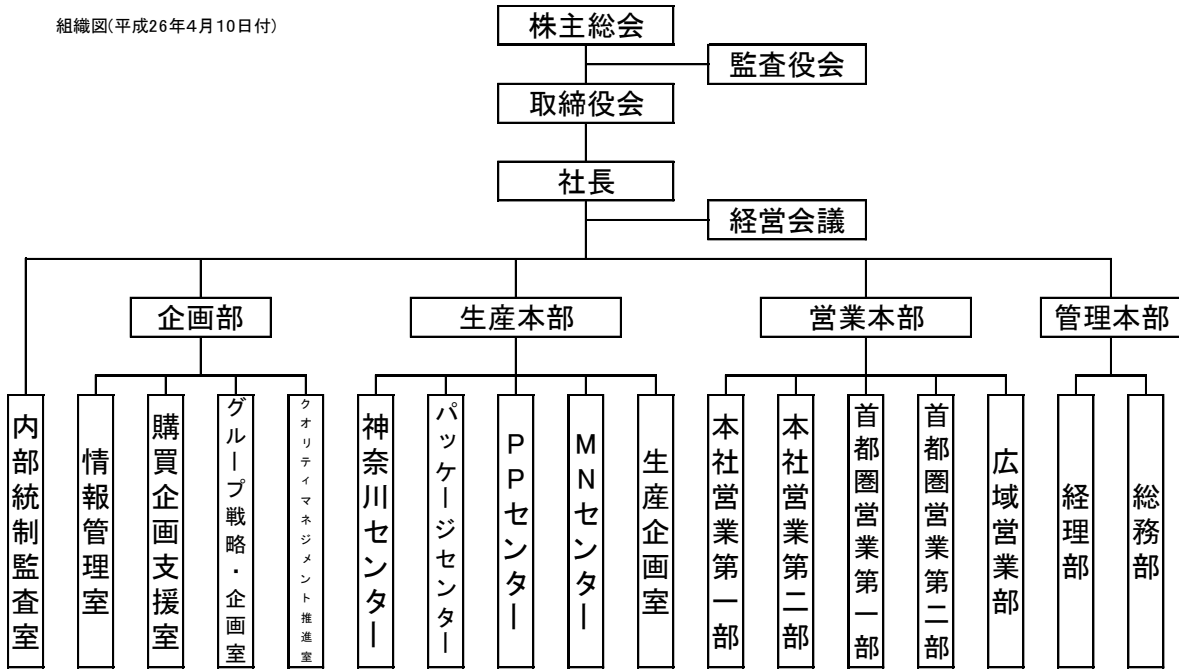 組織図(平成26年4月10日付)
株主総会
監査役会
取締役会
社長
経営会議
企画部
生産本部
営業本部
管理本部
内部統制監査室
情報管理室
購買企画支援室
グループ戦略・企画室
クオリティマネジメント推進室
神奈川センター
パッケージセンター
PPセンター
MNセンター
生産企画室
本社営業第一部
本社営業第二部
首都圏営業第一部
首都圏営業第二部
広域営業部
経理部
総務部